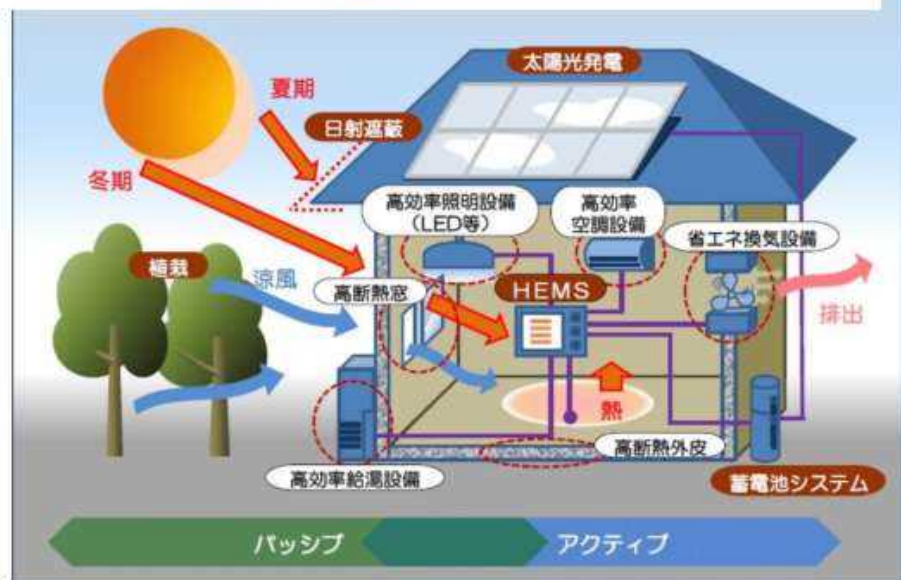 太陽光発電
夏期
日射遮蔽
冬期
高効率照明設備
(LED等)
高効率
空調設備
省エネ換気設備
植栽
涼風
高断熱窓
HEMS
排出
熱
高断熱外皮
高効率給湯設備
蓄電池システム
パッシブ
アクティブ